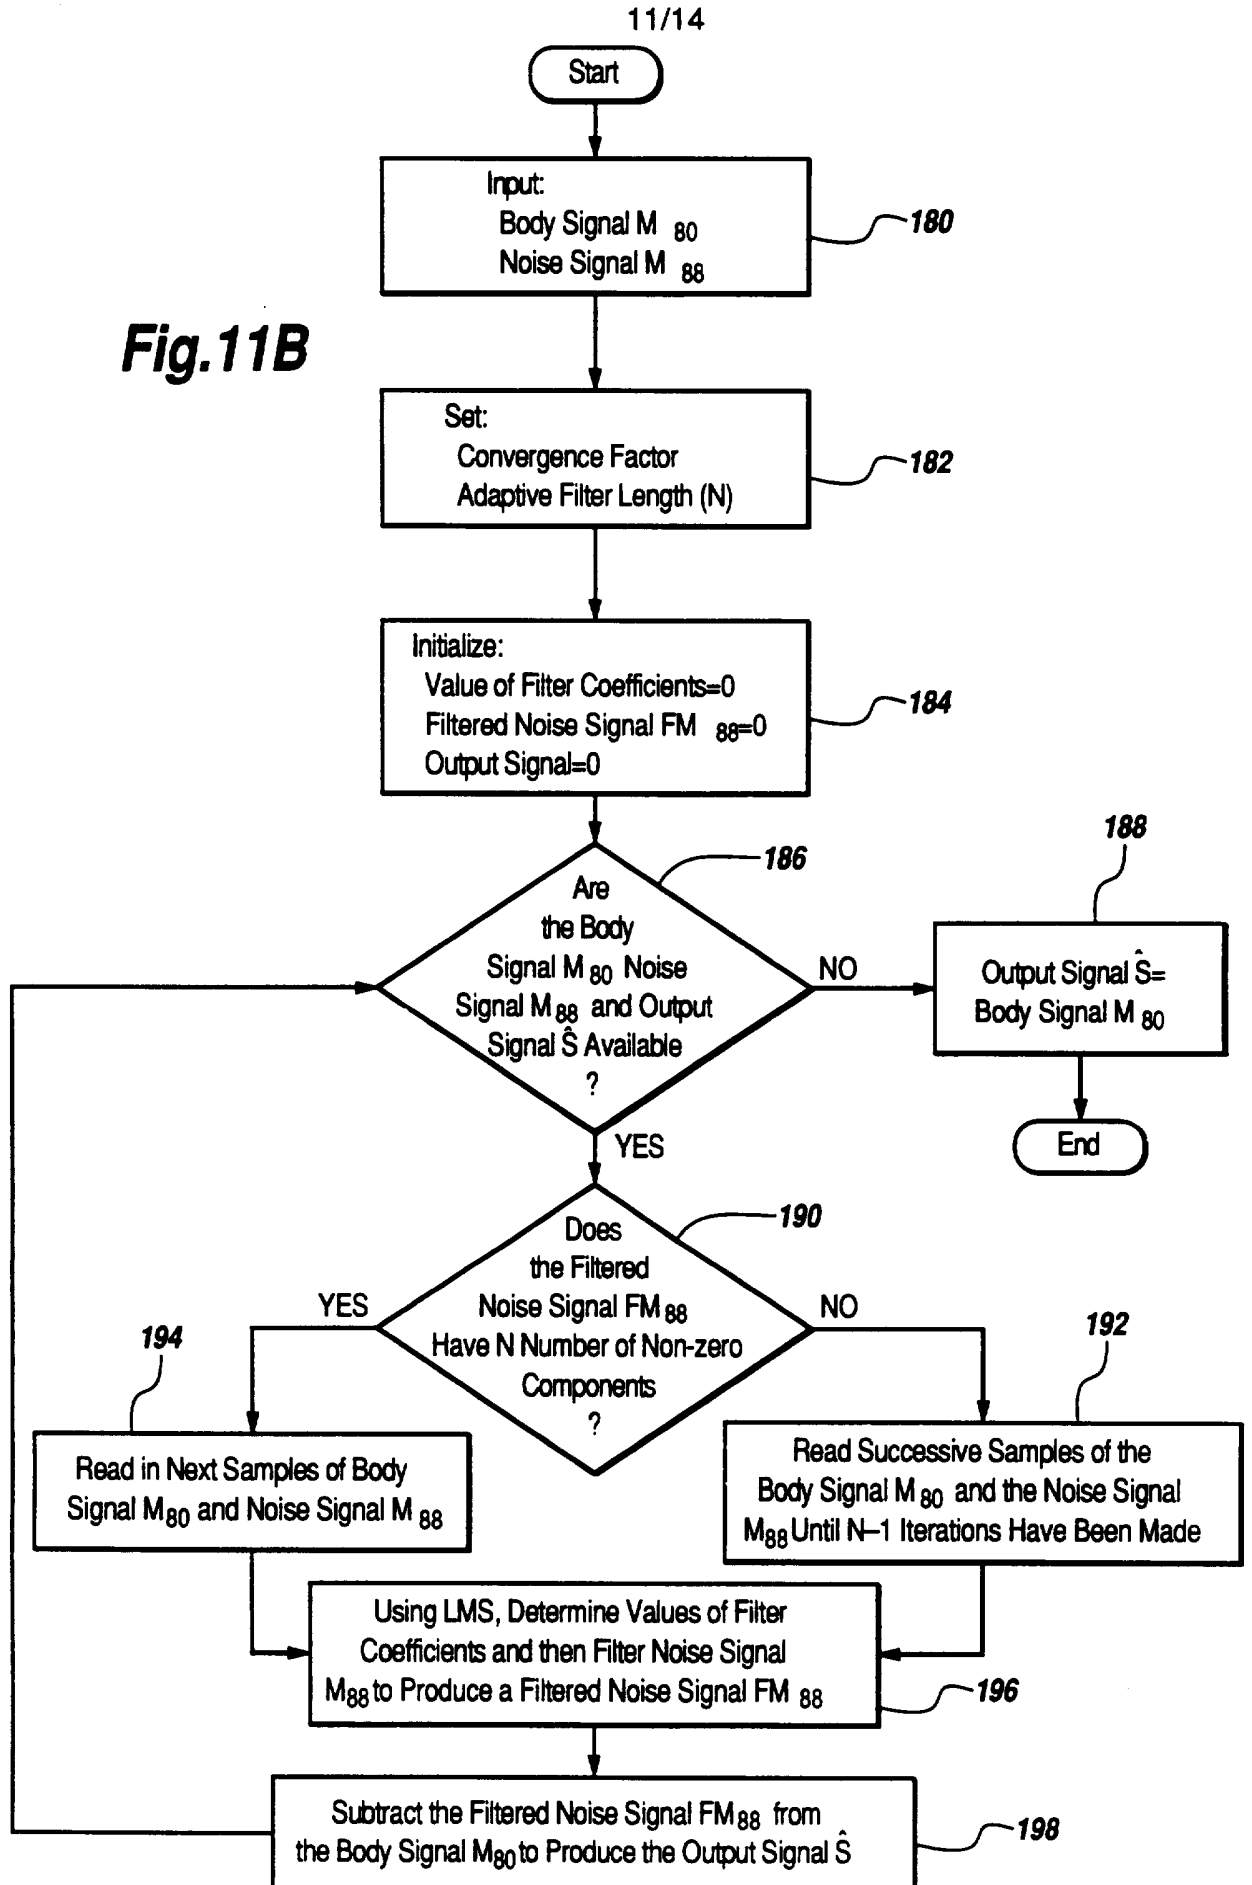 11/14
Start
Input:
Body Signal M 80
Noise Signal M 88
180
Fig.11B
Set:
Convergence Factor
Adaptive Filter Length (N)
182
Initialize:
Value of Filter Coefficients=0
Filtered Noise Signal FM 88=0
Output Signal=0
184
186
Are
the Body
Signal M 80 Noise
Signal M 88 and Output
Signal Ŝ Available
?
NO
188
Output Signal Ŝ=
Body Signal M 80
End
YES
190
Does
the Filtered
Noise Signal FM 88
Have N Number of Non-zero
Components
?
YES
NO
194
Read in Next Samples of Body
Signal M80 and Noise Signal M 88
192
Read Successive Samples of the
Body Signal M 80 and the Noise Signal
M88 Until N–1 Iterations Have Been Made
Using LMS, Determine Values of Filter
Coefficients and then Filter Noise Signal
M88 to Produce a Filtered Noise Signal FM 88
196
Subtract the Filtered Noise Signal FM88 from
the Body Signal M80 to Produce the Output Signal Ŝ
198